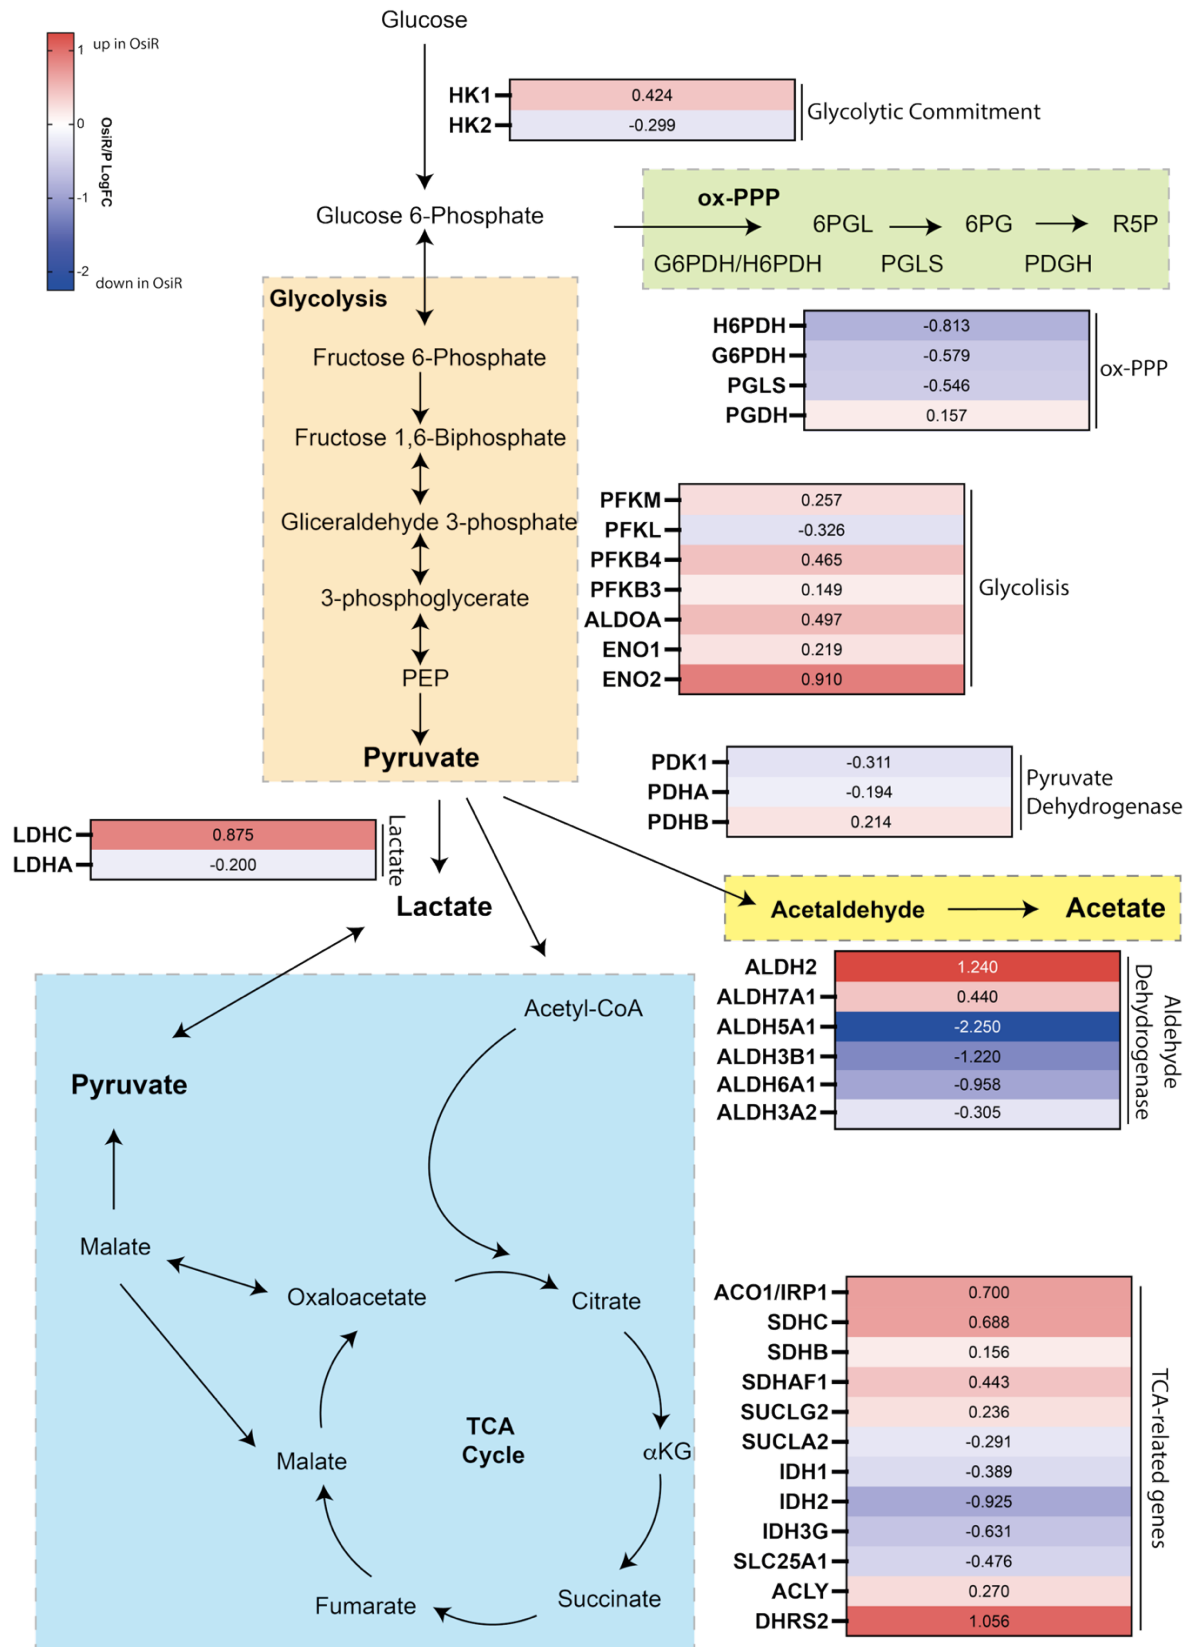 Glucose
up in OsiR
1
0
-1
-2
OsiR/P LogFC
down in OsiR
HK1 0.424
HK2 -0.299
Glycolytic Commitment
Glucose 6-Phosphate
ox-PPP
6PGL 6PG R5P
G6PDH/H6PDH PGLS PDGH
H6PDH -0.813
G6PDH -0.579
PGLS -0.546
PGDH 0.157
ox-PPP
Glycolysis
Fructose 6-Phosphate
Fructose 1,6-Biphosphate
Gliceraldehyde 3-phosphate
3-phosphoglycerate
PEP
Pyruvate
PFKM 0.257
PFKL -0.326
PFKB4 0.465
PFKB3 0.149
ALDOA 0.497
ENO1 0.219
ENO2 0.910
Glycolisis
PDK1 -0.311
PDHA -0.194
PDHB 0.214
Pyruvate
Dehydrogenase
LDHC 0.875
LDHA -0.200
Lactate
Lactate
Acetaldehyde Acetate
ALDH2 1.240
ALDH7A1 0.440
ALDH5A1 -2.250
ALDH3B1 -1.220
ALDH6A1 -0.958
ALDH3A2 -0.305
Aldehyde
Dehydrogenase
Acetyl-CoA
Pyruvate
Malate
Oxaloacetate
Citrate
TCA
Cycle
αKG
Malate
Succinate
Fumarate
ACO1/IRP1 0.700
SDHC 0.688
SDHB 0.156
SDHAF1 0.443
SUCLG2 0.236
SUCLA2 -0.291
IDH1 -0.389
IDH2 -0.925
IDH3G -0.631
SLC25A1 -0.476
ACLY 0.270
DHRS2 1.056
TCA-related genes